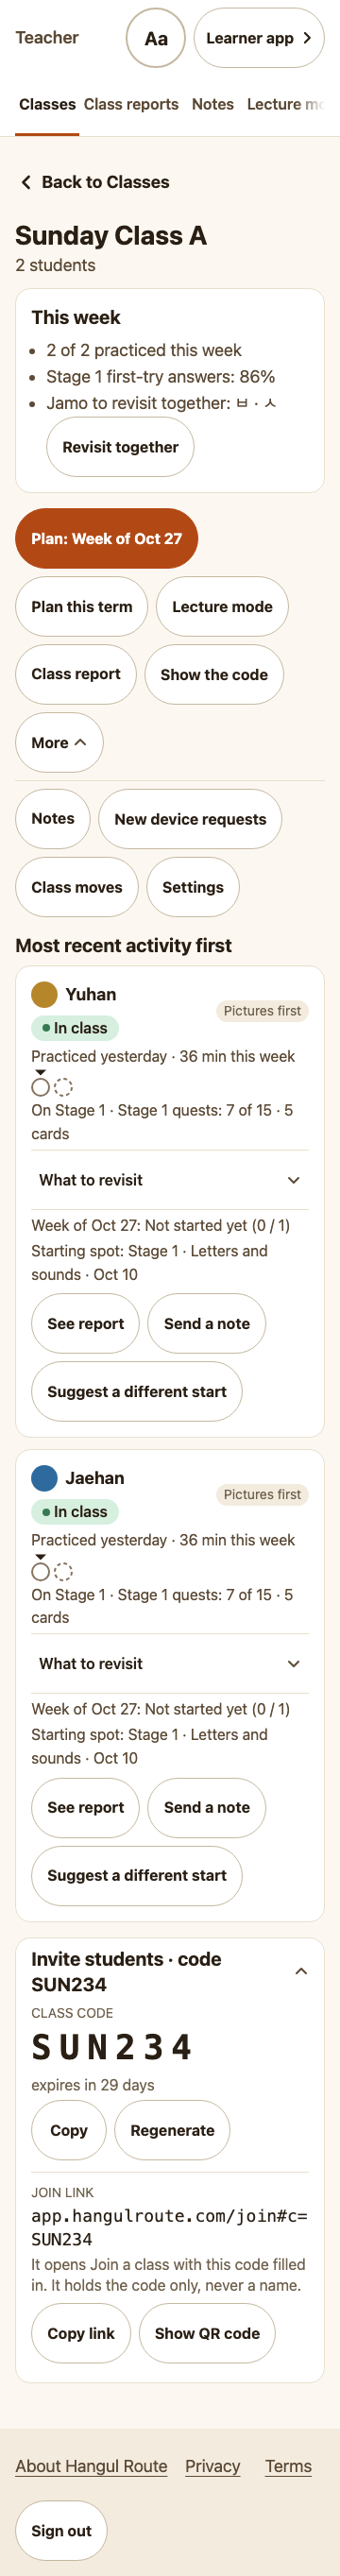 Teacher
Aa
Learner app
Classes
Class reports
Notes
Lecture mo
Back to Classes
Sunday Class A
2 students
This week
2 of 2 practiced this week
Stage 1 first-try answers: 86%
Jamo to revisit together: ㅂ · ㅅ
Revisit together
Plan: Week of Oct 27
Plan this term
Lecture mode
Class report
Show the code
More
Notes
New device requests
Class moves
Settings
Most recent activity first
Yuhan
Pictures first
In class
Practiced yesterday · 36 min this week
On Stage 1 · Stage 1 quests: 7 of 15 · 5
cards
What to revisit
Week of Oct 27: Not started yet (0 / 1)
Starting spot: Stage 1 · Letters and
sounds · Oct 10
See report
Send a note
Suggest a different start
Jaehan
Pictures first
In class
Practiced yesterday · 36 min this week
On Stage 1 · Stage 1 quests: 7 of 15 · 5
cards
What to revisit
Week of Oct 27: Not started yet (0 / 1)
Starting spot: Stage 1 · Letters and
sounds · Oct 10
See report
Send a note
Suggest a different start
Invite students · code
SUN234
CLASS CODE
SUN234
expires in 29 days
Copy
Regenerate
JOIN LINK
app.hangulroute.com/join#c=
SUN234
It opens Join a class with this code filled
in. It holds the code only, never a name.
Copy link
Show QR code
About Hangul Route
Privacy
Terms
Sign out